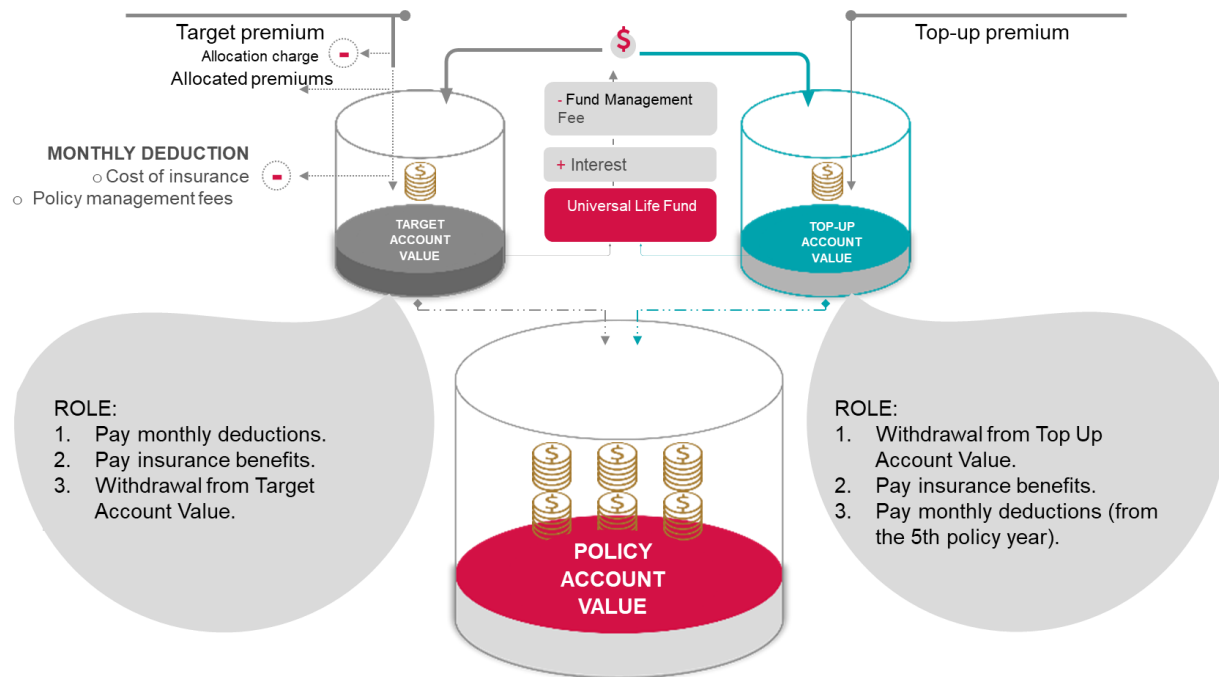 Target premium
Allocation charge
-
Allocated premiums
$
Top-up premium
- Fund Management
Fee
+ Interest
Universal Life Fund
MONTHLY DEDUCTION
o Cost of insurance
o Policy management fees
-
$
TARGET
ACCOUNT
VALUE
$
TOP-UP
ACCOUNT
VALUE
ROLE:
1. Pay monthly deductions.
2. Pay insurance benefits.
3. Withdrawal from Target
Account Value.
$ $ $
$ $ $
POLICY
ACCOUNT
VALUE
ROLE:
1. Withdrawal from Top Up
Account Value.
2. Pay insurance benefits.
3. Pay monthly deductions (from
the 5th policy year).